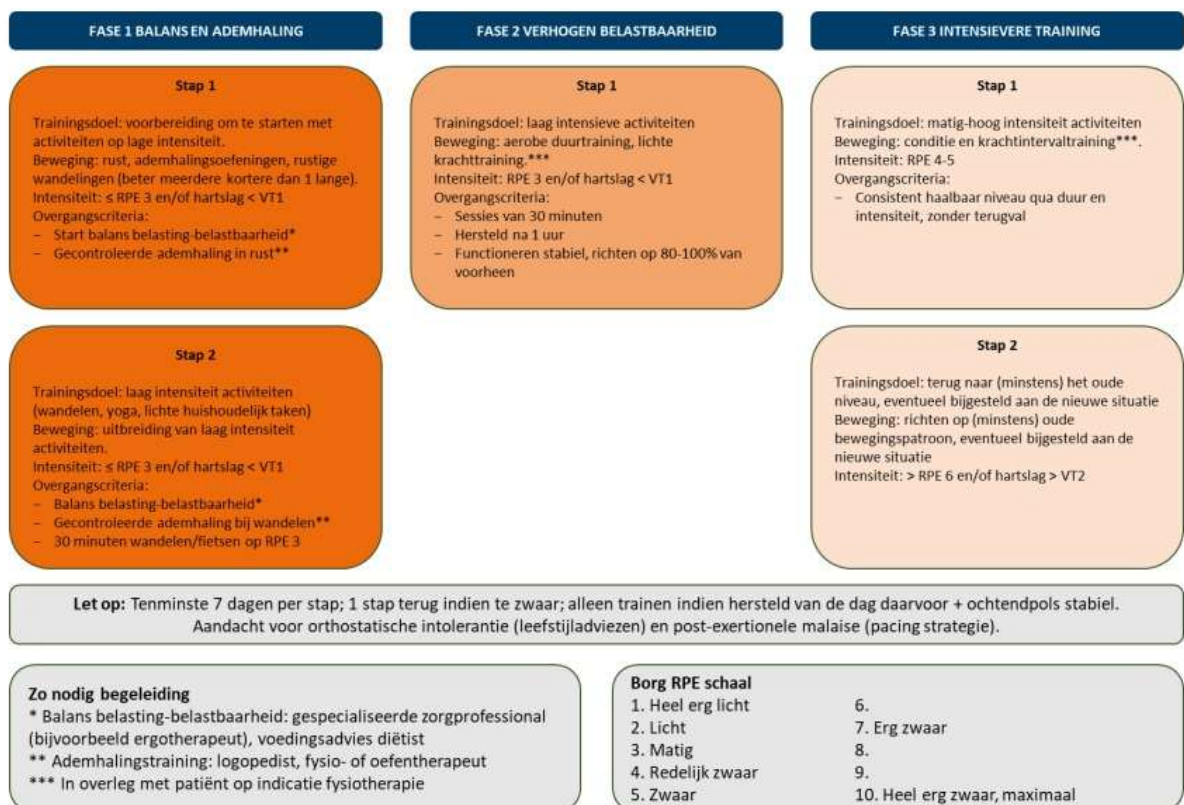 FASE 1 BALANS EN ADEMHALING
Stap 1
Trainingsdoel: voorbereiding om te starten met
activiteiten op lage intensiteit.
Beweging: rust, ademhalingsoefeningen, rustige
wandelingen (beter meerdere kortere dan 1 lange).
Intensiteit: ≤ RPE 3 en/of hartslag < VT1
Overgangscriteria:
– Start balans belasting-belastbaarheid*
– Gecontroleerde ademhaling in rust**
Stap 2
Trainingsdoel: laag intensiteit activiteiten
(wandelen, yoga, lichte huishoudelijk taken)
Beweging: uitbreiding van laag intensiteit
activiteiten.
Intensiteit: ≤ RPE 3 en/of hartslag < VT1
Overgangscriteria:
– Balans belasting-belastbaarheid*
– Gecontroleerde ademhaling bij wandelen**
– 30 minuten wandelen/fietsen op RPE 3
FASE 2 VERHOGEN BELASTBAARHEID
Stap 1
Trainingsdoel: laag intensieve activiteiten
Beweging: aerobe duurtraining, lichte
krachttraining.***
Intensiteit: RPE 3 en/of hartslag < VT1
Overgangscriteria:
– Sessies van 30 minuten
– Hersteld na 1 uur
– Functioneren stabiel, richten op 80-100% van
voorheen
FASE 3 INTENSIEVERE TRAINING
Stap 1
Trainingsdoel: matig-hoog intensiteit activiteiten
Beweging: conditie en krachtintervaltraining***.
Intensiteit: RPE 4-5
Overgangscriteria:
– Consistent haalbaar niveau qua duur en
intensiteit, zonder terugval
Stap 2
Trainingsdoel: terug naar (minstens) het oude
niveau, eventueel bijgesteld aan de nieuwe situatie
Beweging: richten op (minstens) oude
bewegingspatroon, eventueel bijgesteld aan de
nieuwe situatie
Intensiteit: > RPE 6 en/of hartslag > VT2
Let op: Tenminste 7 dagen per stap; 1 stap terug indien te zwaar; alleen trainen indien hersteld van de dag daarvoor + ochtendpols stabiel.
Aandacht voor orthostatische intolerantie (leefstijladviezen) en post-exertionele malaise (pacing strategie).
Zo nodig begeleiding
* Balans belasting-belastbaarheid: gespecialiseerde zorgprofessional
(bijvoorbeeld ergotherapeut), voedingsadvies diëtist
** Ademhalingstraining: logopedist, fysio- of oefentherapeut
*** In overleg met patiënt op indicatie fysiotherapie
Borg RPE schaal
1. Heel erg licht
2. Licht
3. Matig
4. Redelijk zwaar
5. Zwaar
6.
7. Erg zwaar
8.
9.
10. Heel erg zwaar, maximaal